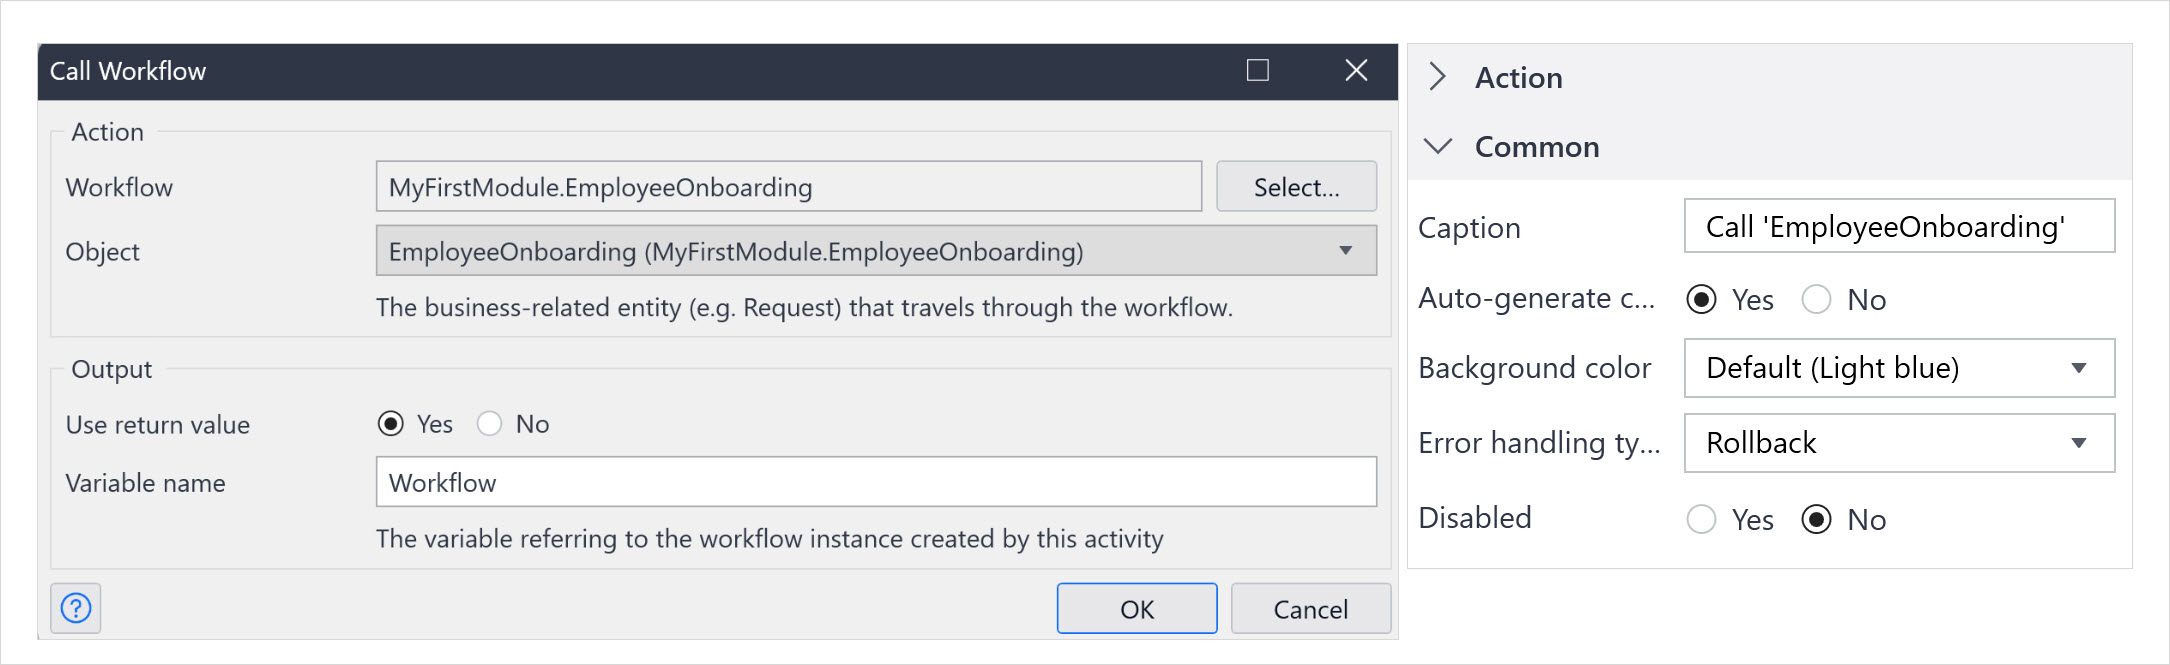 Call Workflow
Action
Workflow
MyFirstModule.EmployeeOnboarding
Select...
Object
EmployeeOnboarding (MyFirstModule.EmployeeOnboarding)
The business-related entity (e.g. Request) that travels through the workflow.
Output
Use return value
Yes No
Variable name
Workflow
The variable referring to the workflow instance created by this activity
?
OK
Cancel
Action
Common
Caption
Call 'EmployeeOnboarding'
Auto-generate c...
Yes No
Background color
Default (Light blue)
Error handling ty...
Rollback
Disabled
Yes No